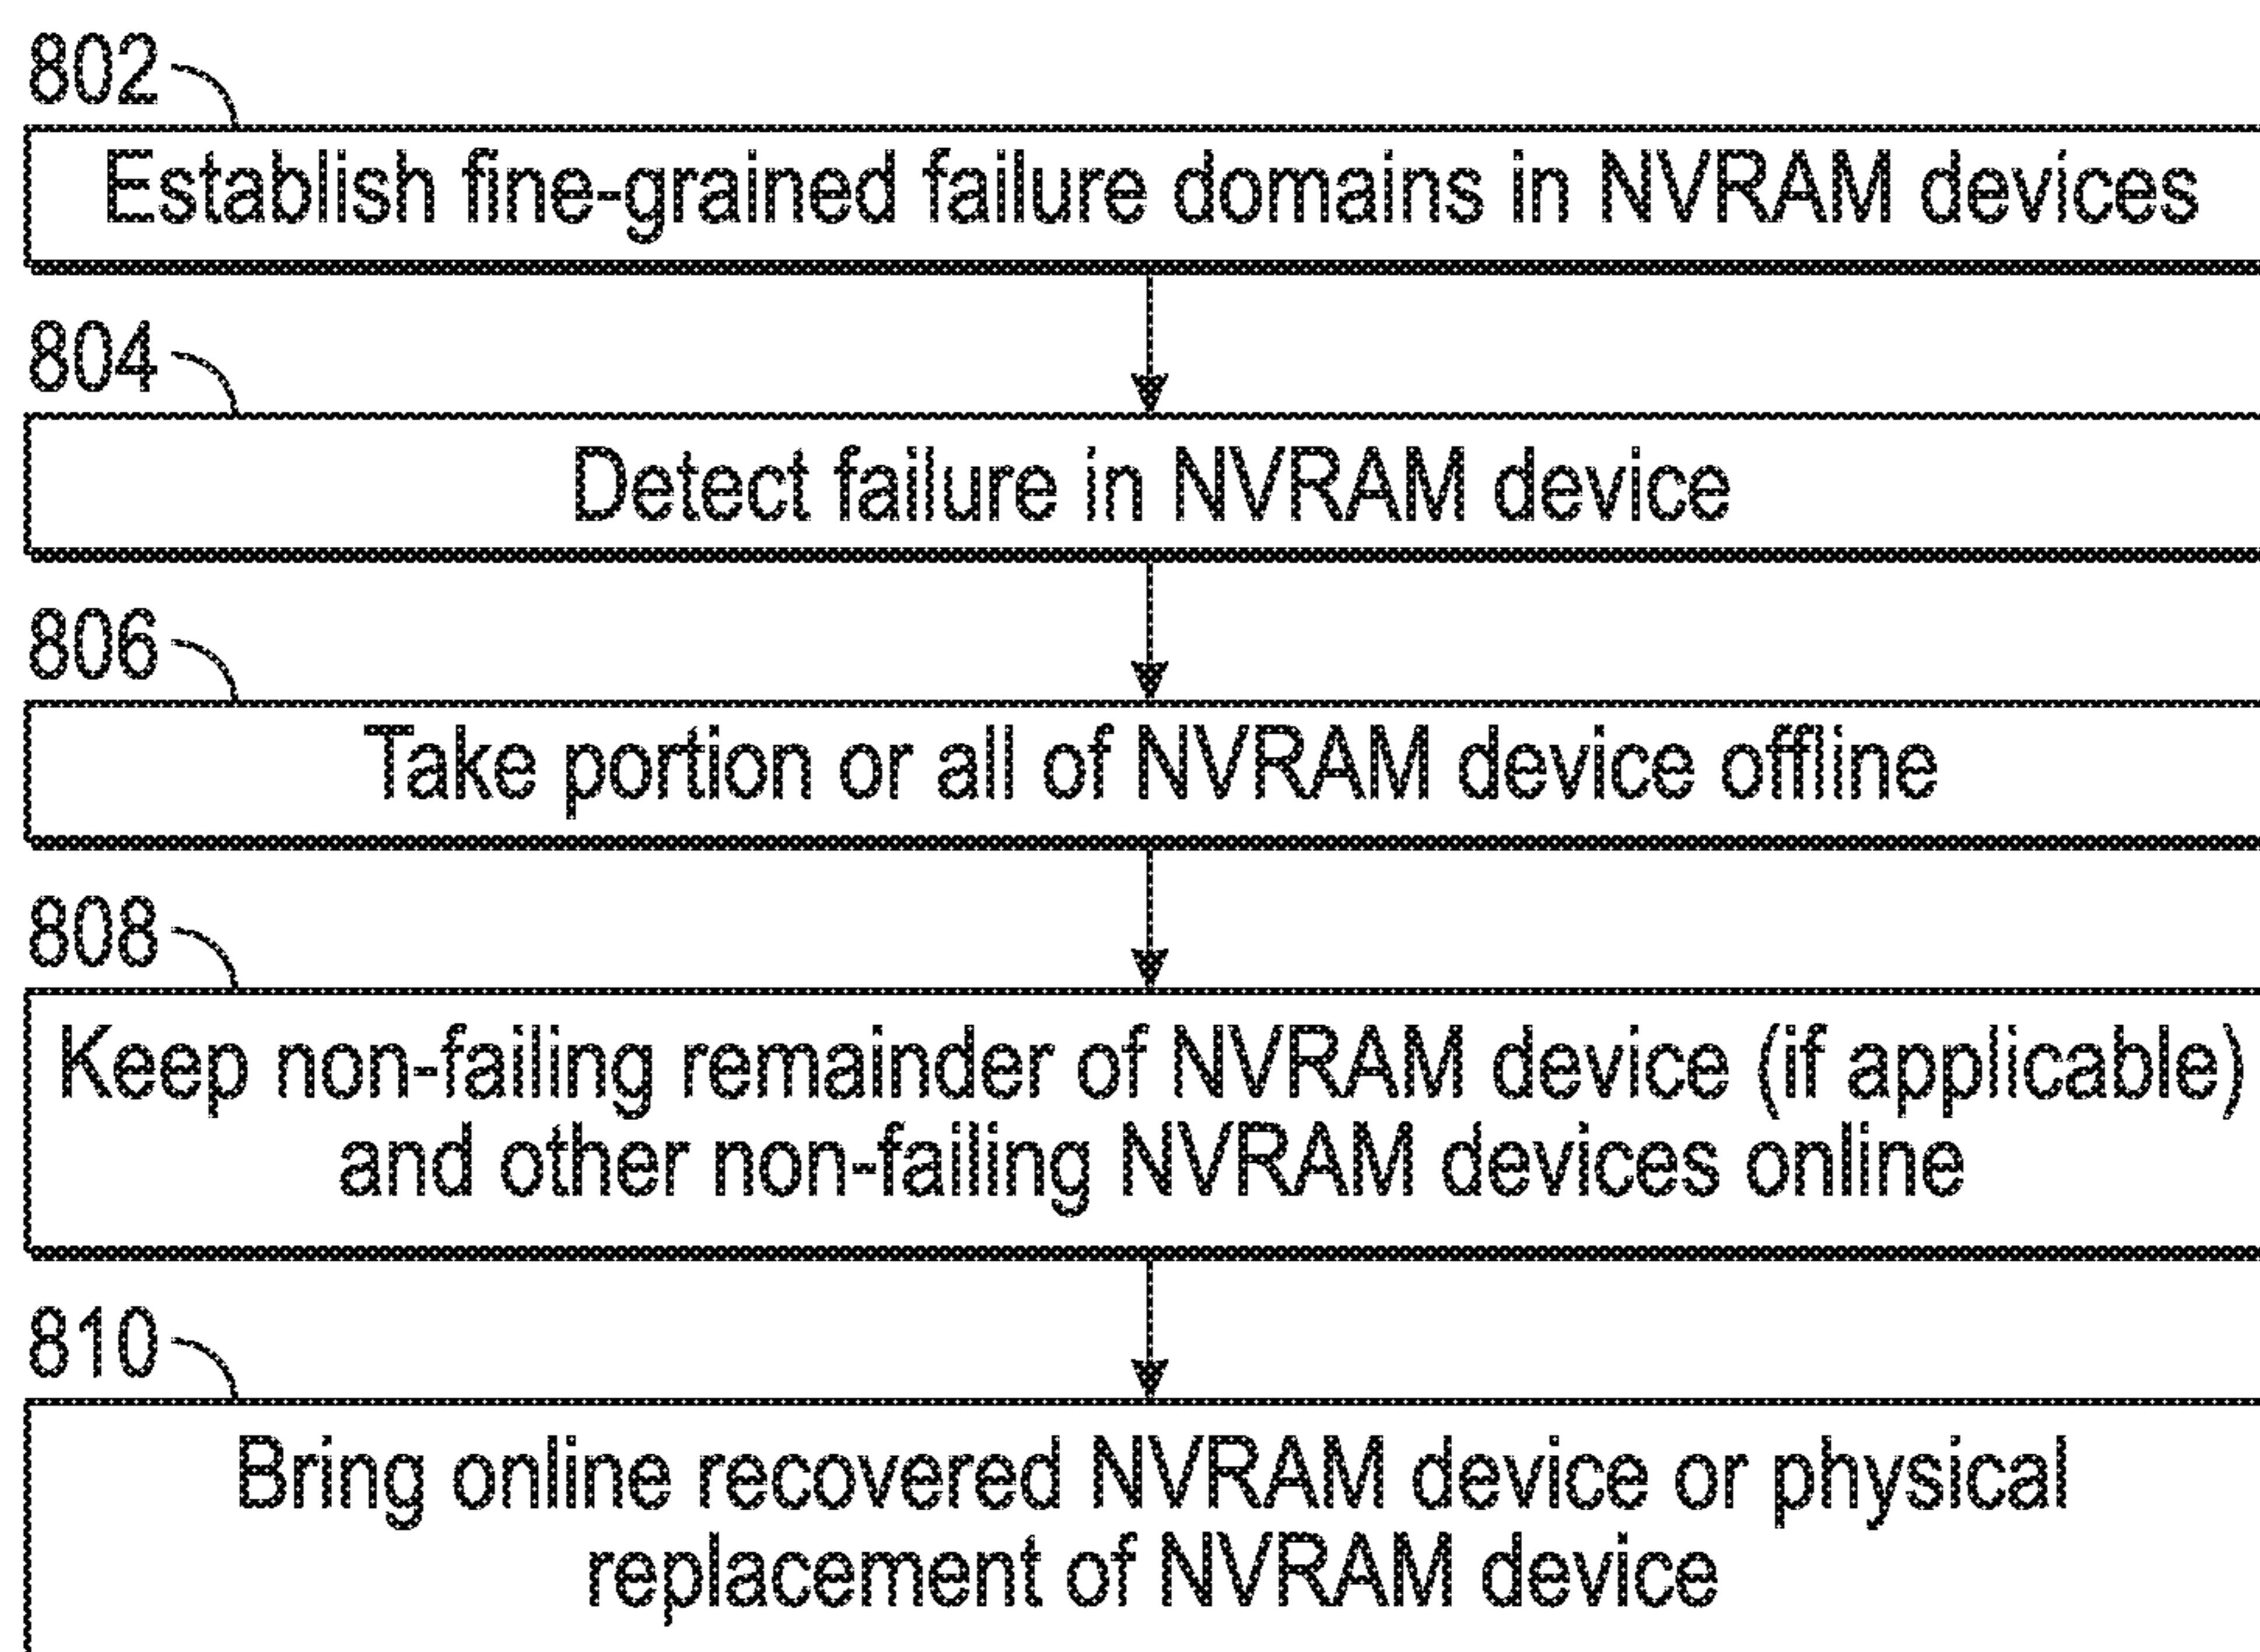 802
Establish fine-grained failure domains in NVRAM devices
804
Detect failure in NVRAM device
806
Take portion or all of NVRAM device offline
808
Keep non-failing remainder of NVRAM device (if applicable)
and other non-failing NVRAM devices online
810
Bring online recovered NVRAM device or physical
replacement of NVRAM device